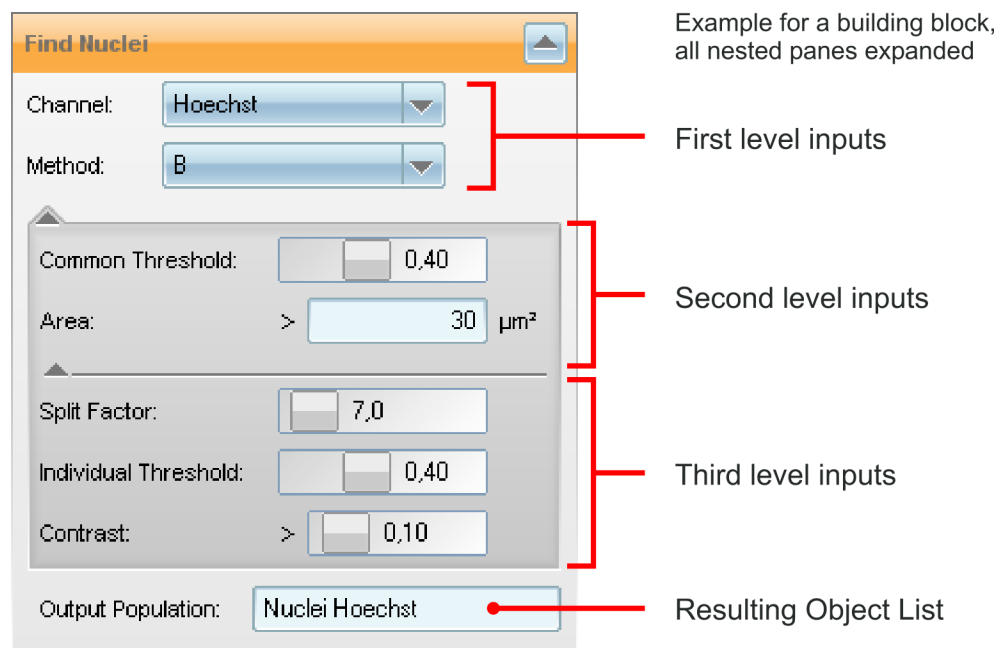 Find Nuclei
Example for a building block,
all nested panes expanded
Channel: Hoechst
Method: B
First level inputs
Common Threshold: 0,40
Area: > 30 µm²
Second level inputs
Split Factor: 7,0
Individual Threshold: 0,40
Contrast: > 0,10
Third level inputs
Output Population: Nuclei Hoechst
Resulting Object List